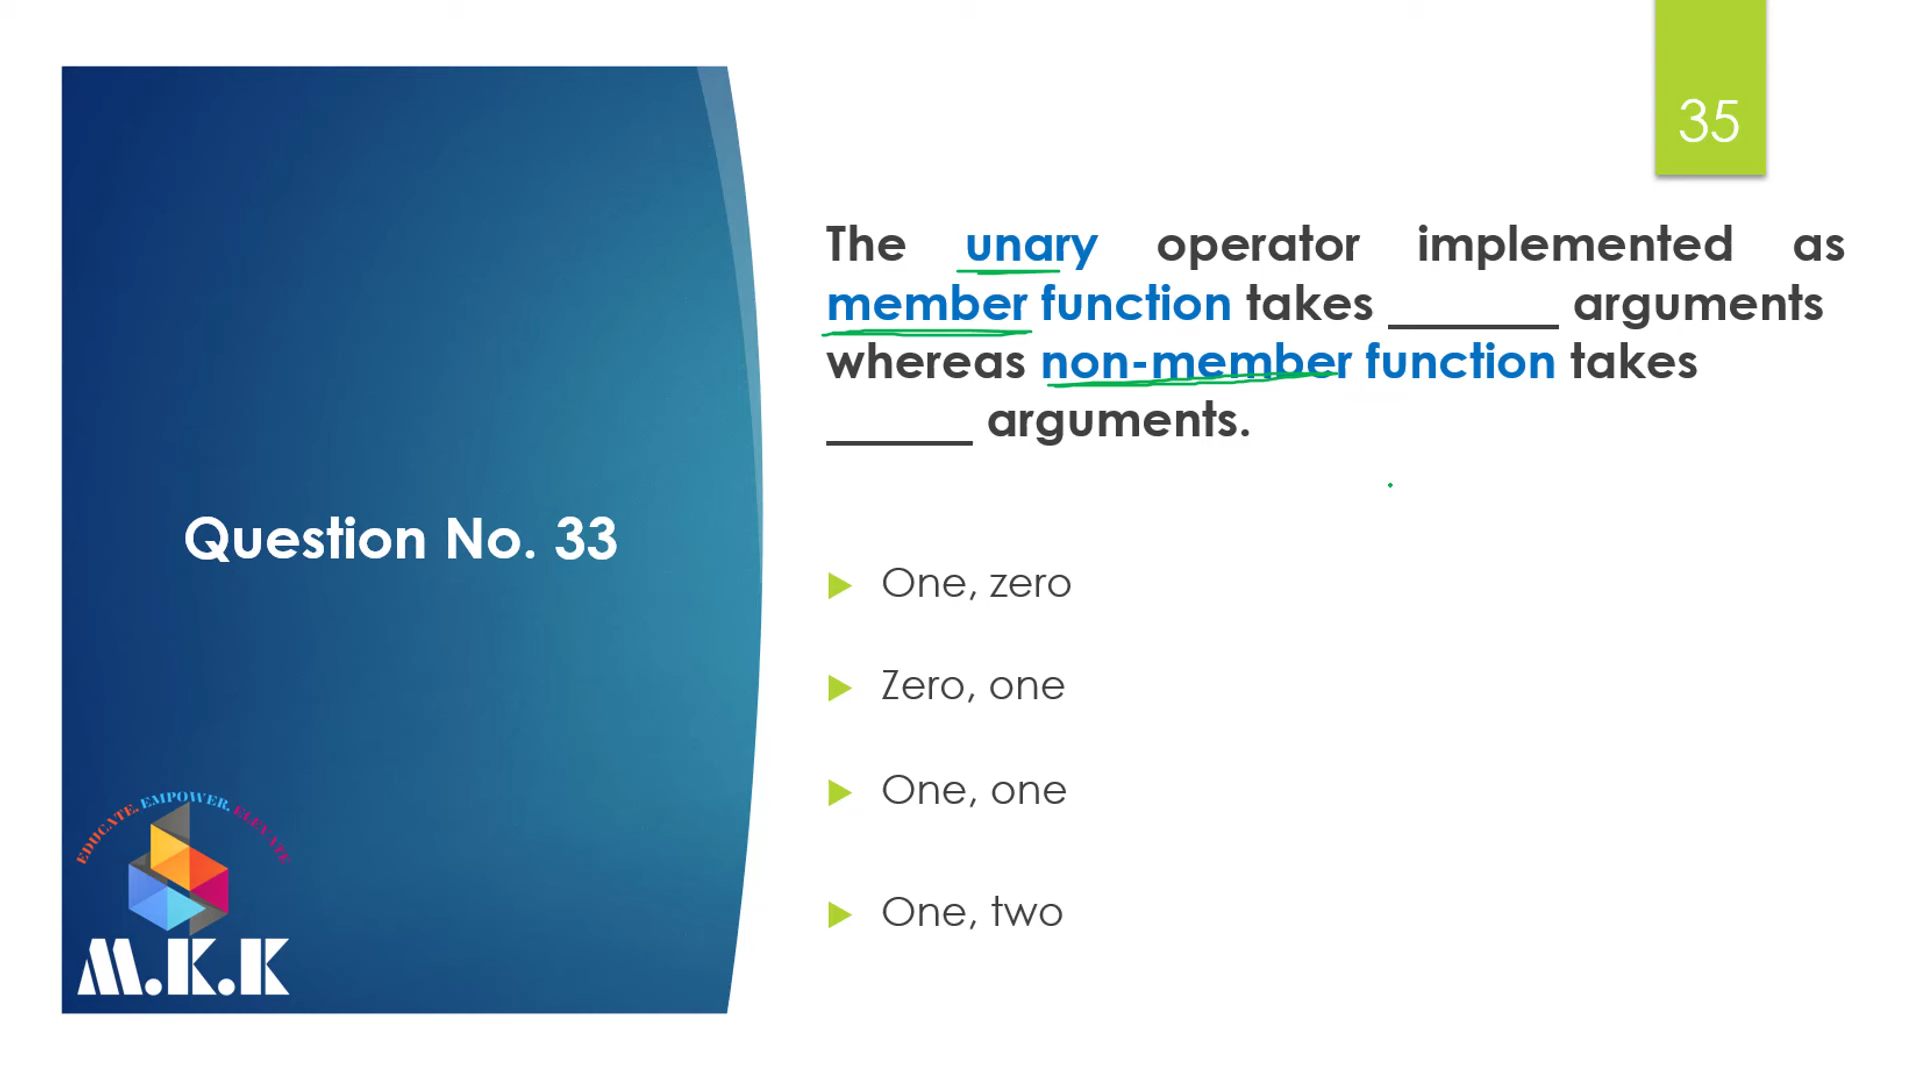 35
The unary operator implemented as
member function takes ______ arguments
whereas non-member function takes
______ arguments.
Question No. 33
One, zero
Zero, one
One, one
One, two
EDUCATE. EMPOWER. ELEVATE
M.K.K